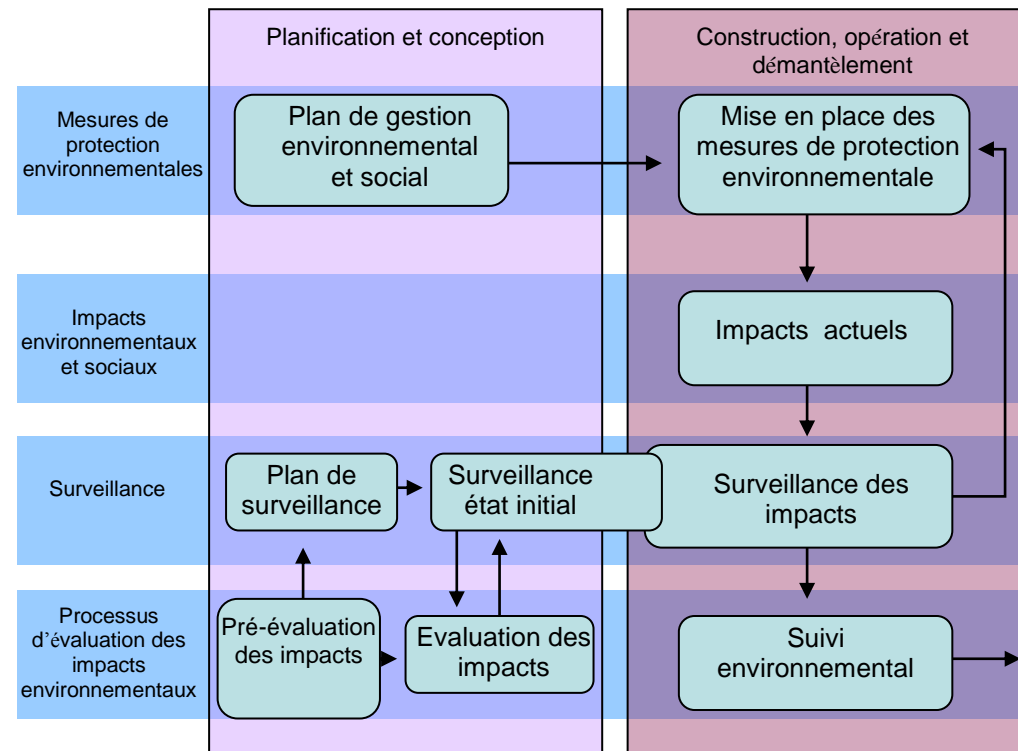 Planification et conception
Construction, opération et
démantèlement
Mesures de
protection
environnementales
Plan de gestion
environnemental
et social
Mise en place des
mesures de protection
environnementale
Impacts
environnementaux
et sociaux
Impacts actuels
Surveillance
Plan de
surveillance
Surveillance
état initial
Surveillance des
impacts
Processus
d'évaluation des
impacts
environnementaux
Pré-évaluation
des impacts
Evaluation des
impacts
Suivi
environnemental